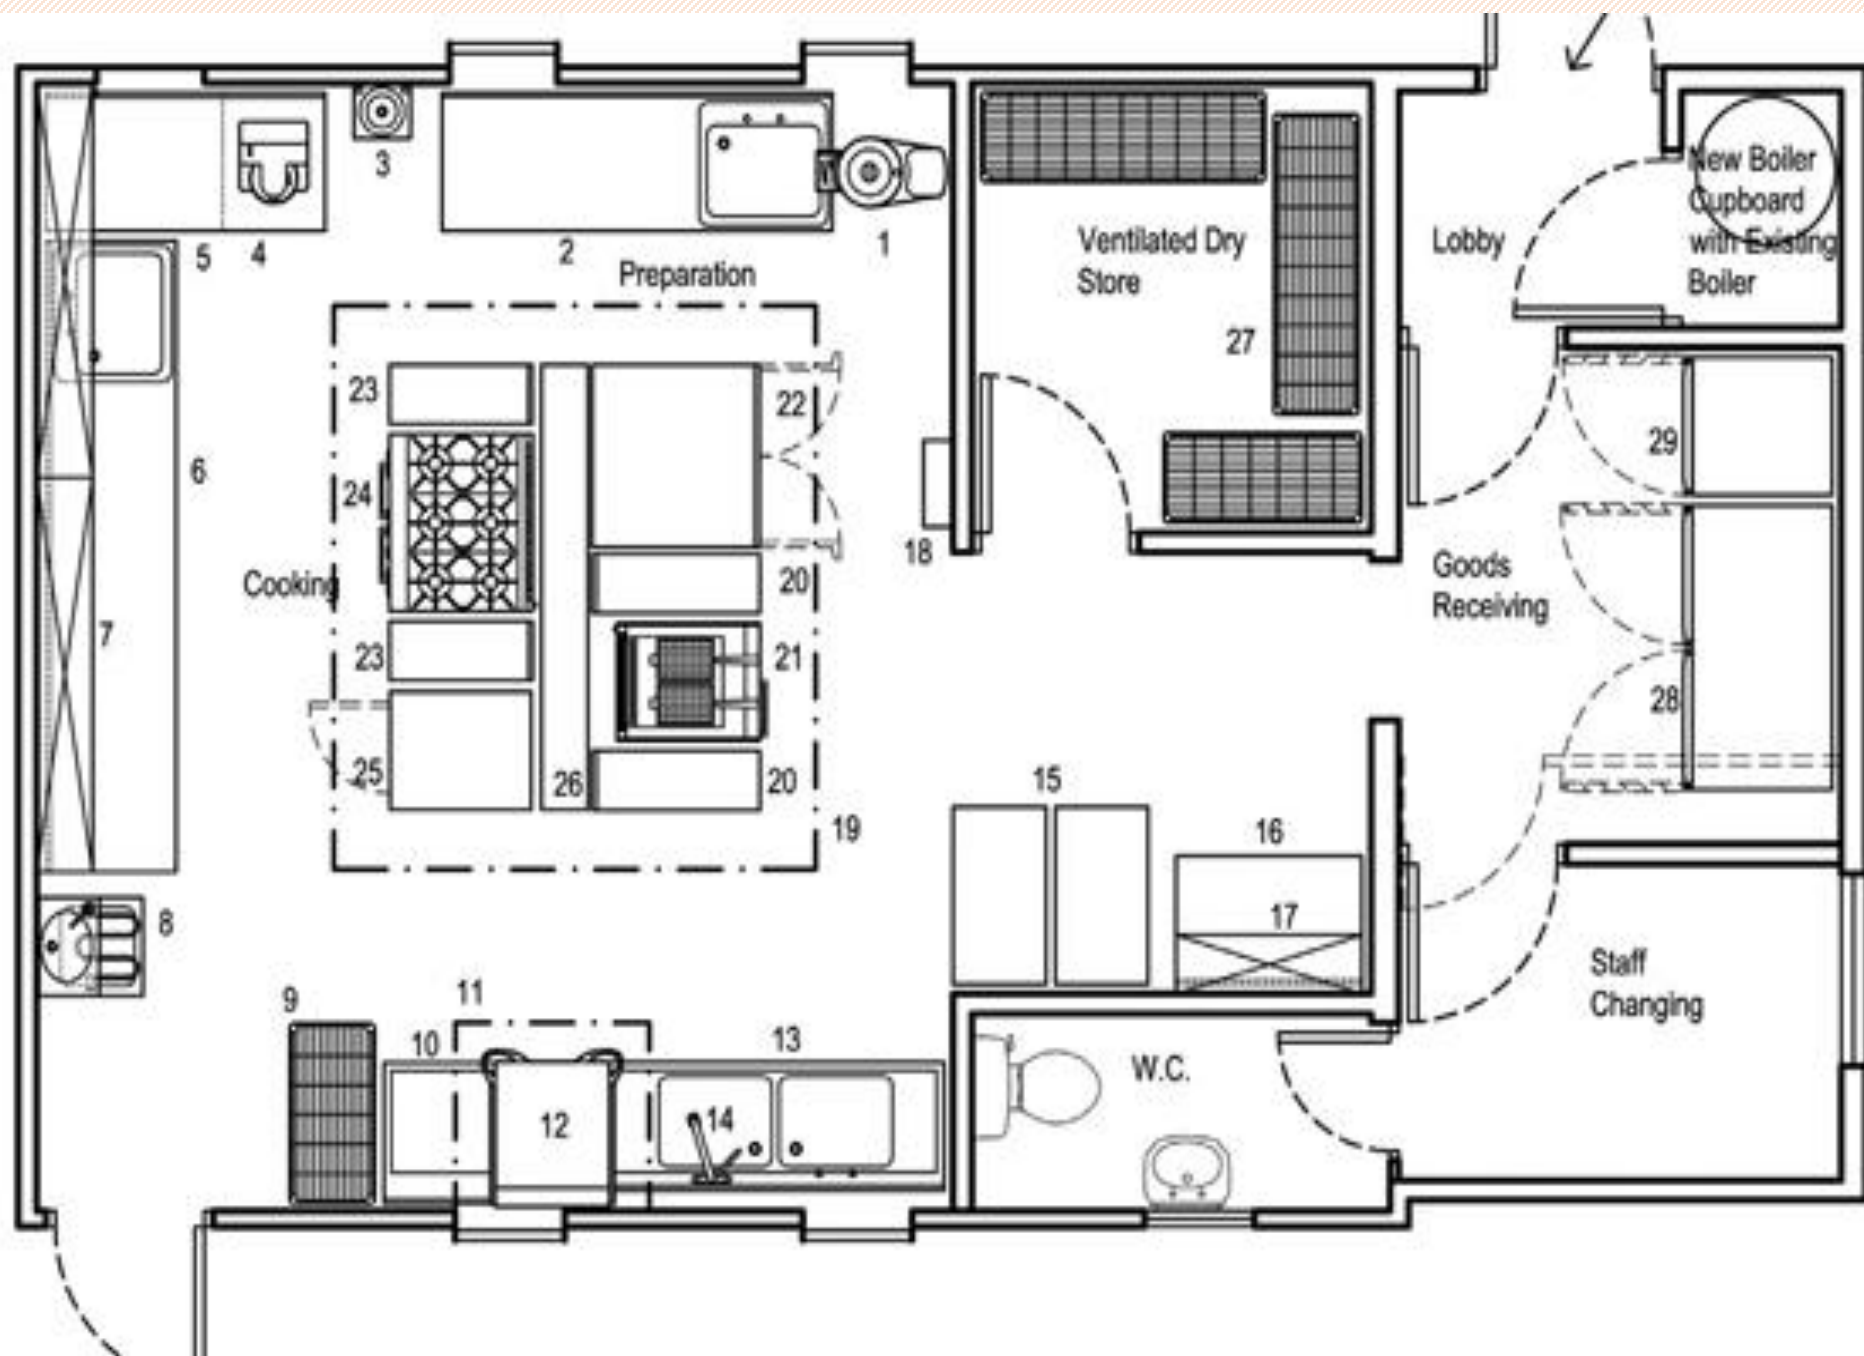 New Boiler
Cupboard
with Existing
Boiler
3
5
4
2
1
Preparation
Ventilated Dry
Store
Lobby
27
23
22
6
24
29
18
Cooking
20
Goods
Receiving
7
23
21
28
25
26
20
15
19
16
17
8
Staff
Changing
9
11
10
13
W.C.
12
14